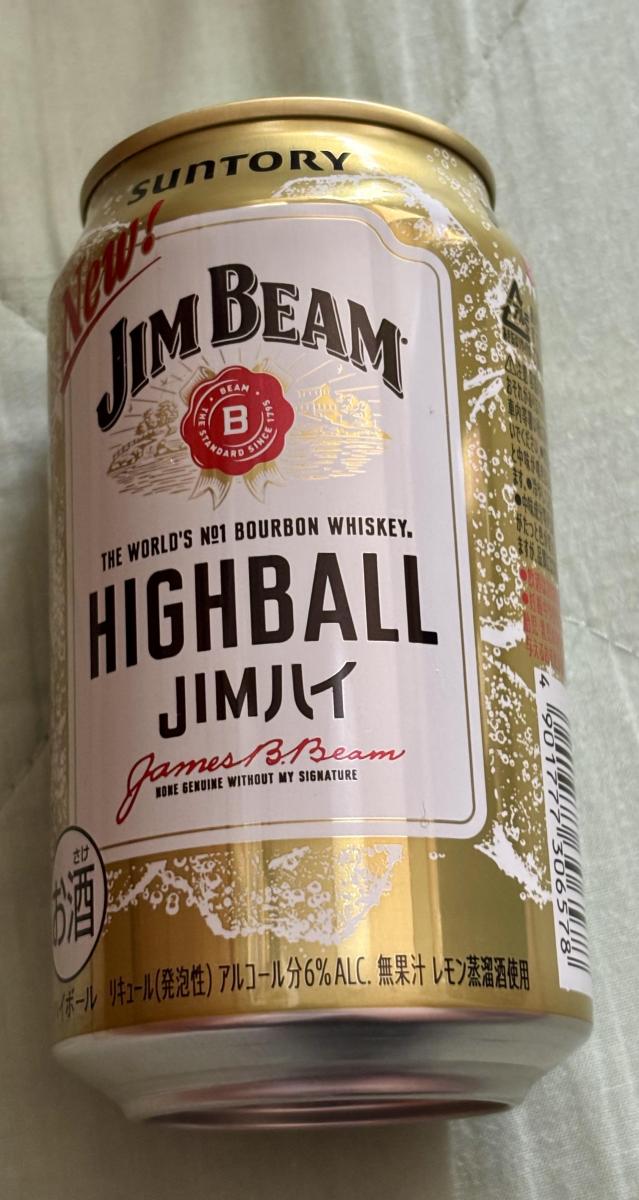 SUNTORY
New!
JIM BEAM
BEAM
B
THE STANDARD SINCE 1795
THE WORLD'S Nº1 BOURBON WHISKEY.
HIGHBALL
JIMハイ
James B. Beam
NONE GENUINE WITHOUT MY SIGNATURE
さけ
お酒
イボール リキュール(発泡性) アルコール分6% ALC. 無果汁 レモン蒸溜酒使用
4 901777 306578